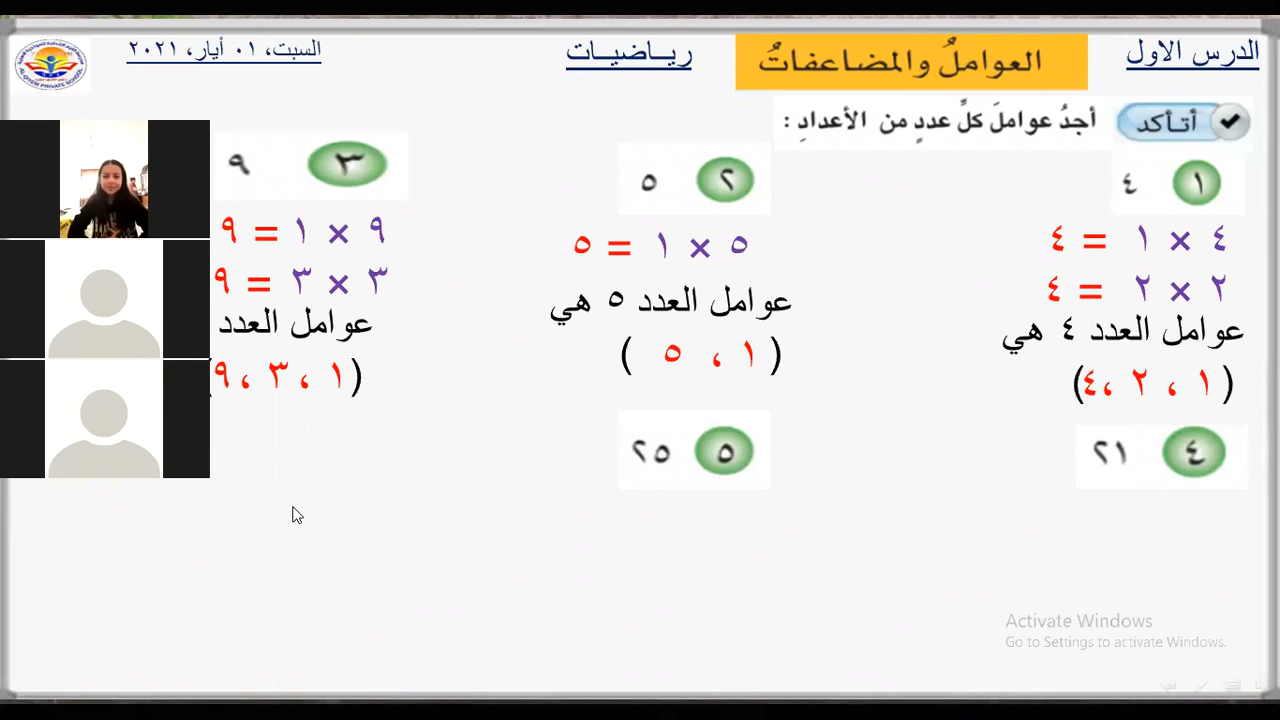 الدرس الاول
العواملُ والمضاعفاتُ
رياضيات
السبت، ٠١ أيار، ٢٠٢١
أتأكد
أجدُ عواملَ كلِّ عددٍ من الأعدادِ :
١ ٤
٤ × ١ = ٤
٢ × ٢ = ٤
عوامل العدد ٤ هي
(١ ، ٢ ، ٤)
٢ ٥
٥ × ١ = ٥
عوامل العدد ٥ هي
(١ ، ٥ )
٣ ٩
٩ × ١ = ٩
٣ × ٣ = ٩
عوامل العدد
(١ ، ٣ ، ٩)
٤ ٢١
٥ ٢٥
Activate Windows
Go to Settings to activate Windows.